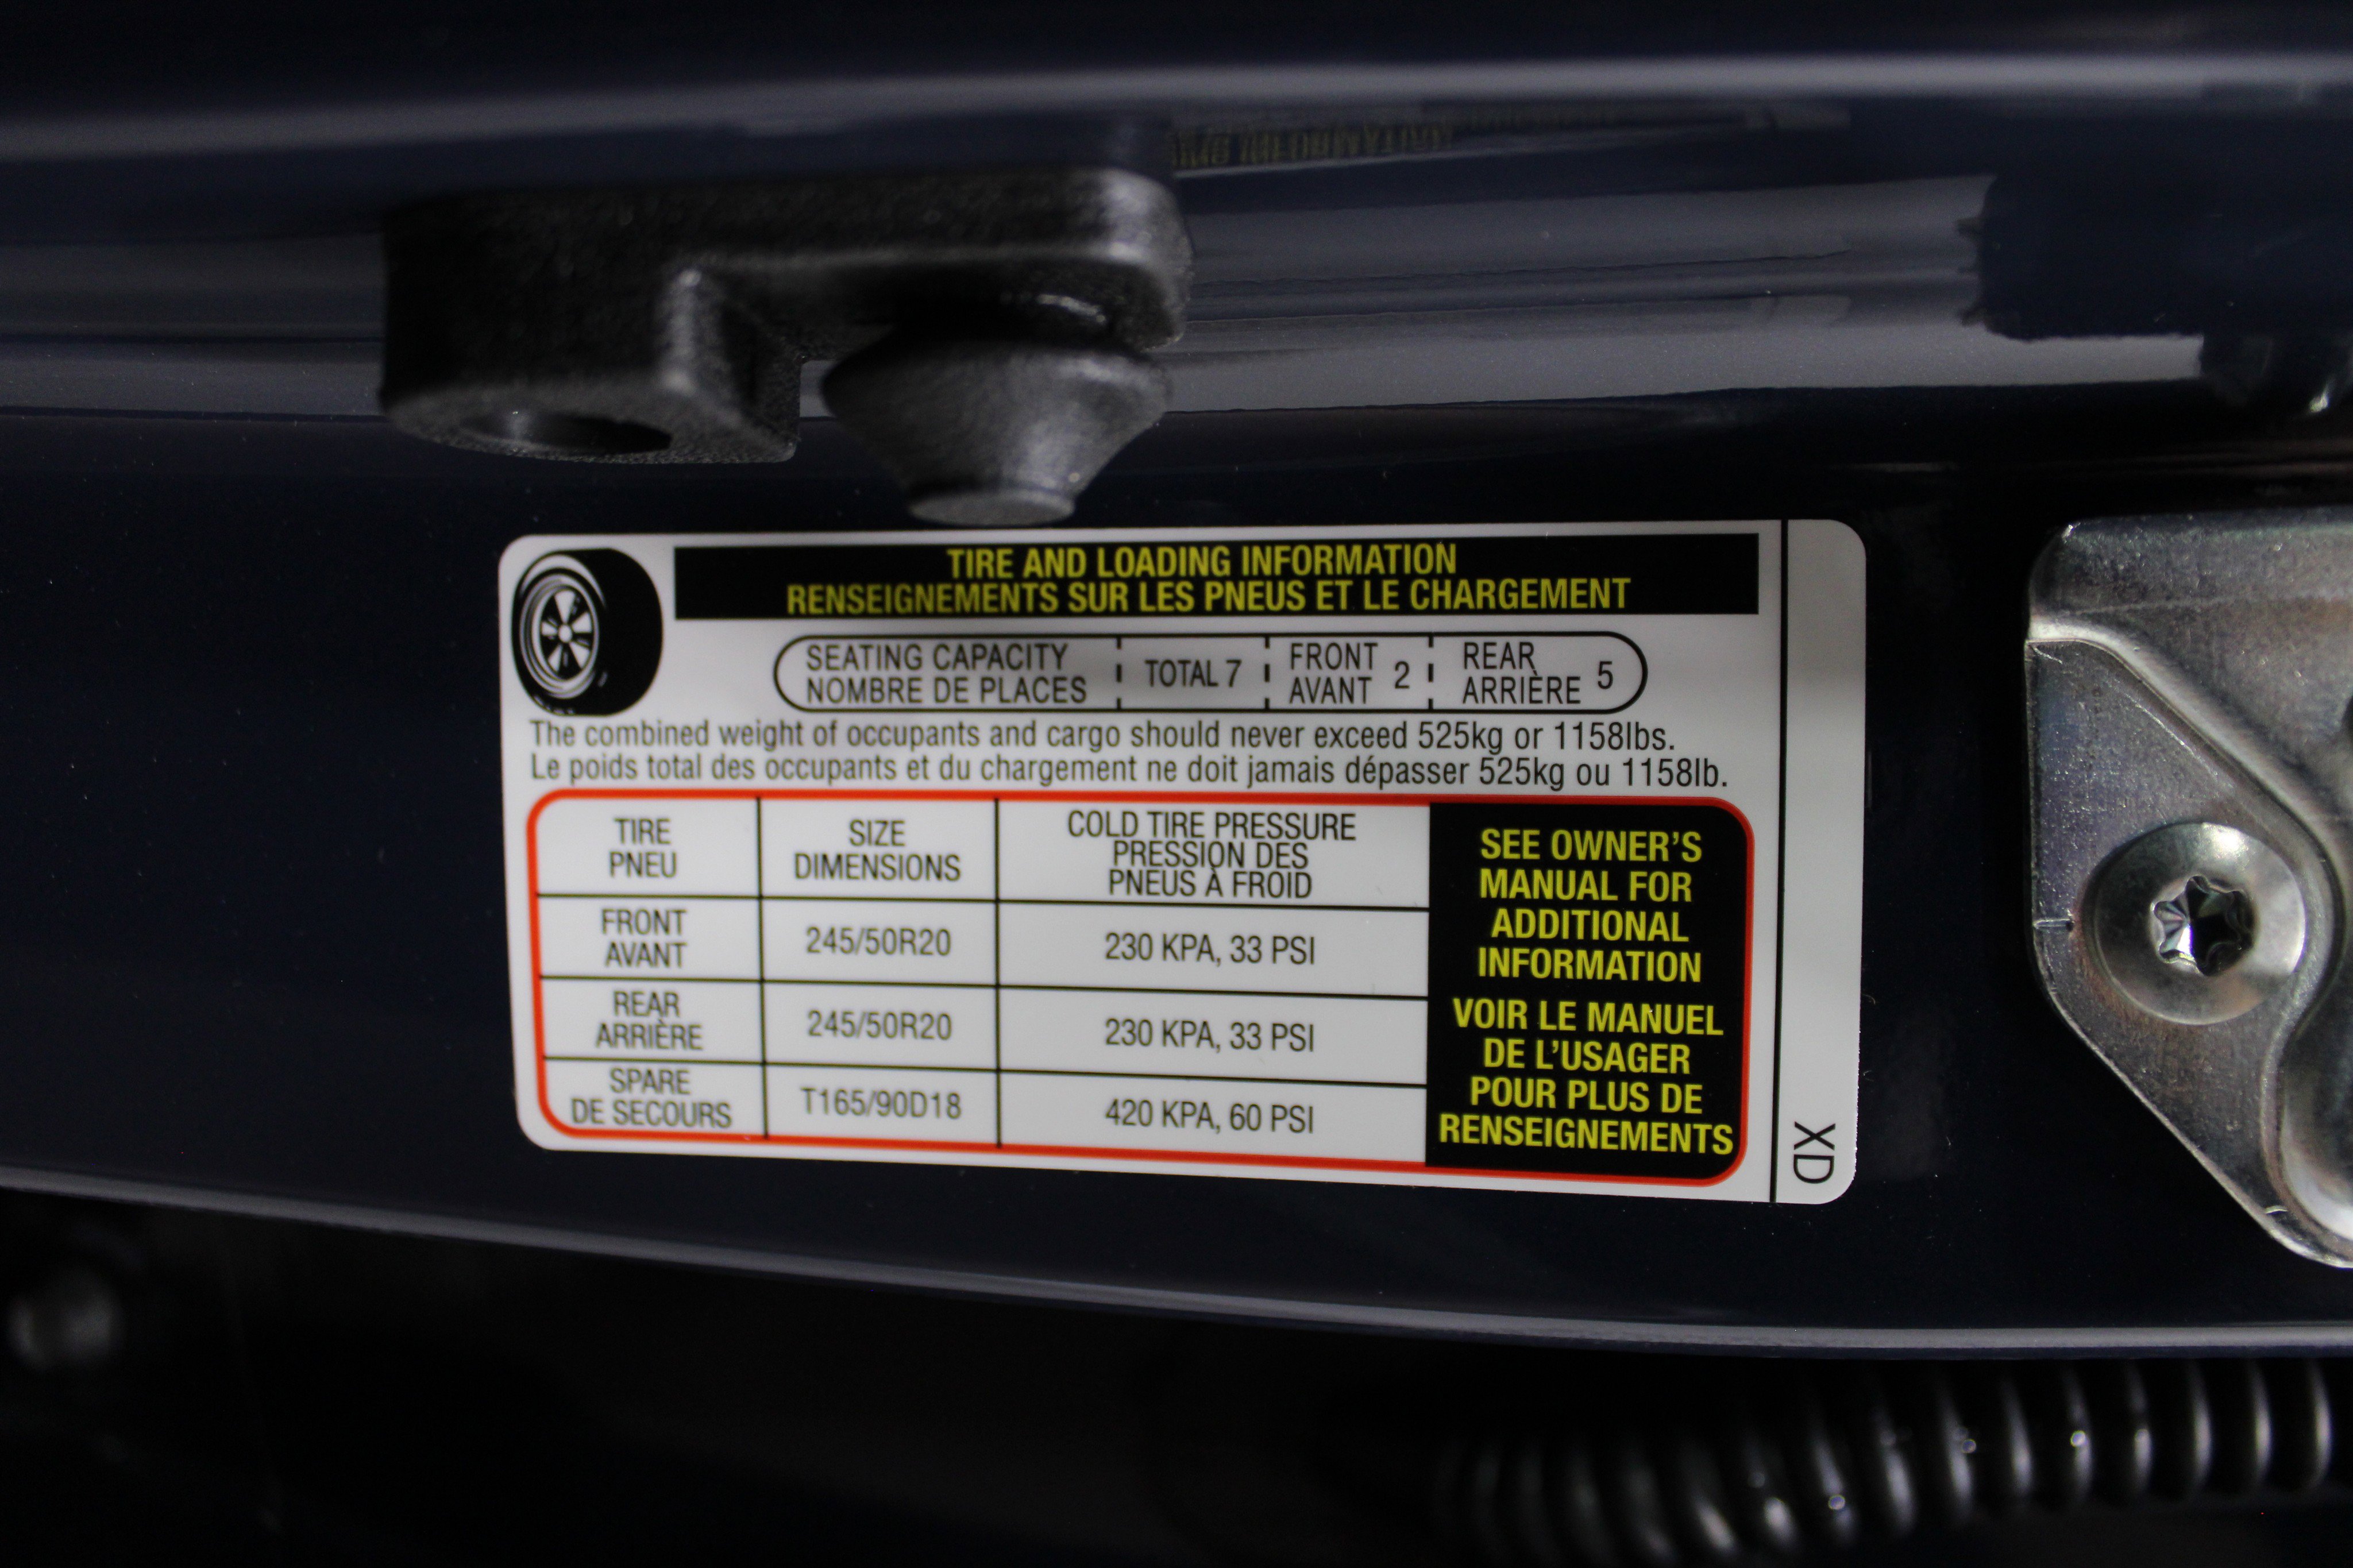 TIRE AND LOADING INFORMATION
RENSEIGNEMENTS SUR LES PNEUS ET LE CHARGEMENT
SEATING CAPACITY
NOMBRE DE PLACES
TOTAL 7
FRONT
AVANT 2
REAR
ARRIÈRE 5
The combined weight of occupants and cargo should never exceed 525kg or 1158lbs.
Le poids total des occupants et du chargement ne doit jamais dépasser 525kg ou 1158lb.
TIRE
PNEU
SIZE
DIMENSIONS
COLD TIRE PRESSURE
PRESSION DES
PNEUS À FROID
FRONT
AVANT
245/50R20
230 KPA, 33 PSI
REAR
ARRIÈRE
245/50R20
230 KPA, 33 PSI
SPARE
DE SECOURS
T165/90D18
420 KPA, 60 PSI
SEE OWNER'S
MANUAL FOR
ADDITIONAL
INFORMATION
VOIR LE MANUEL
DE L'USAGER
POUR PLUS DE
RENSEIGNEMENTS
XD